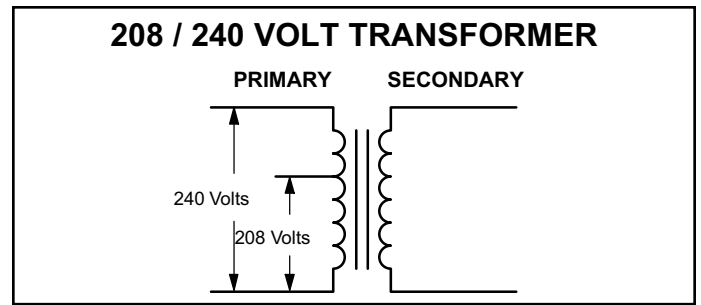 208 / 240 VOLT TRANSFORMER
PRIMARY SECONDARY
240 Volts
208 Volts